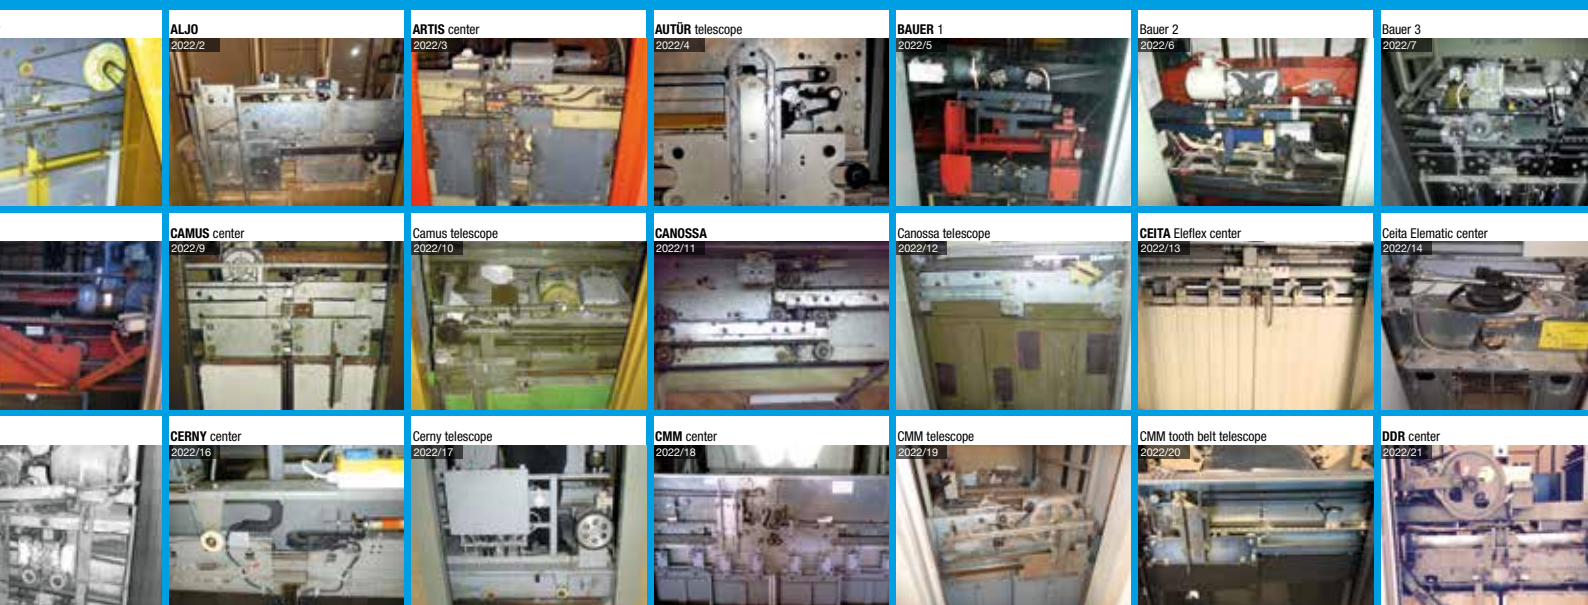 ALJO
2022/2
ARTIS center
2022/3
AUTÜR telescope
2022/4
BAUER 1
2022/5
Bauer 2
2022/6
Bauer 3
2022/7
CAMUS center
2022/9
Camus telescope
2022/10
CANOSSA
2022/11
Canossa telescope
2022/12
CEITA Eleflex center
2022/13
Ceita Elematic center
2022/14
CERNY center
2022/16
Cerny telescope
2022/17
CMM center
2022/18
CMM telescope
2022/19
CMM tooth belt telescope
2022/20
DDR center
2022/21